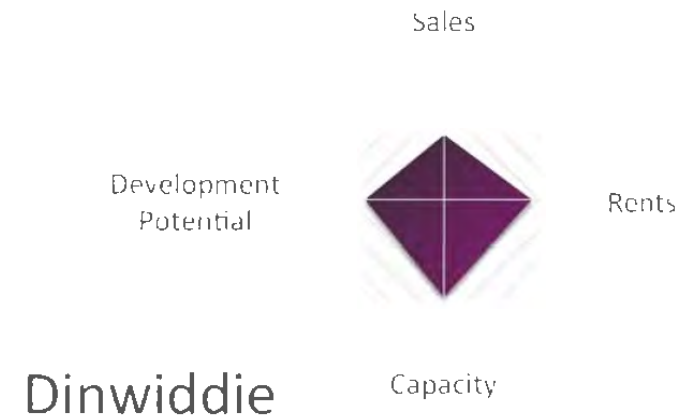 Sales
Development
Potential
Rents
Capacity
Dinwiddie